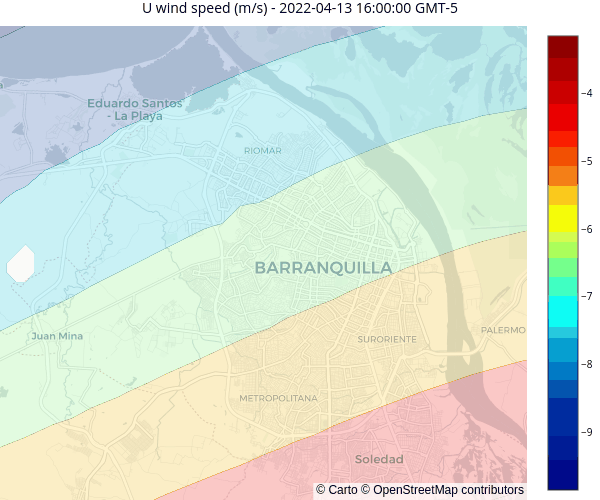 U wind speed (m/s) - 2022-04-13 16:00:00 GMT-5
Eduardo Santos
- La Playa
RIOMAR
BARRANQUILLA
Juan Mina
SURORIENTE
PALERMO
METROPOLITANA
Soledad
© Carto © OpenStreetMap contributors
−4
−5
−6
−7
−8
−9